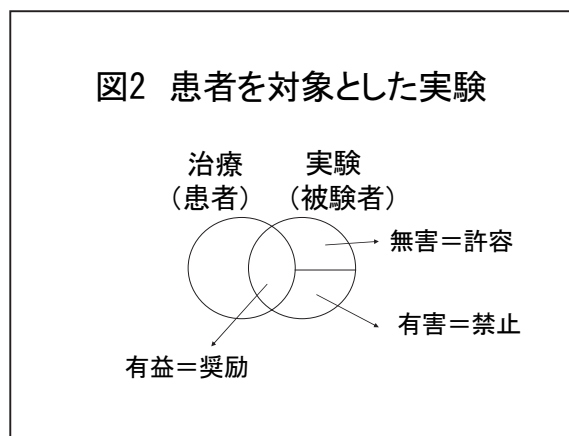 図2 患者を対象とした実験
治療 実験
（患者） （被験者）
無害＝許容
有害＝禁止
有益＝奨励